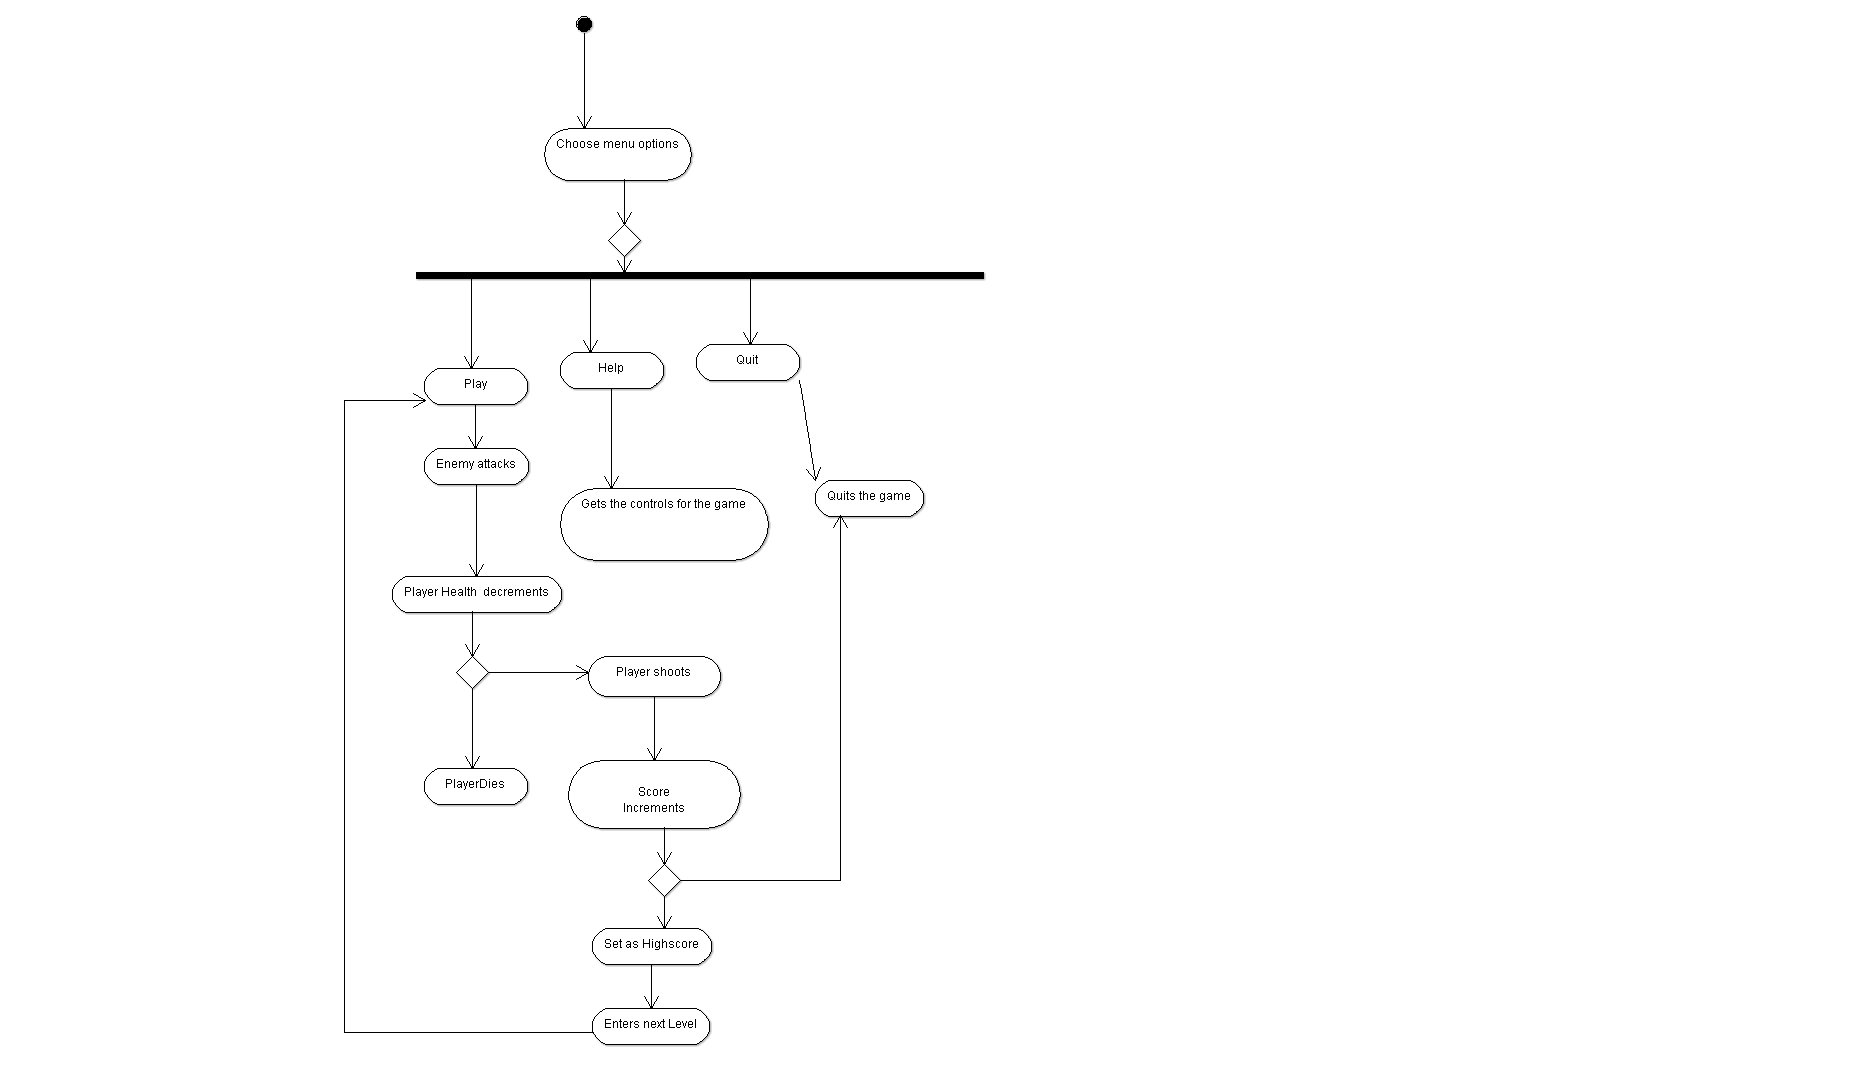 Choose menu options
Play
Help
Quit
Enemy attacks
Gets the controls for the game
Quits the game
Player Health  decrements
Player shoots
PlayerDies
Score
Increments
Set as Highscore
Enters next Level